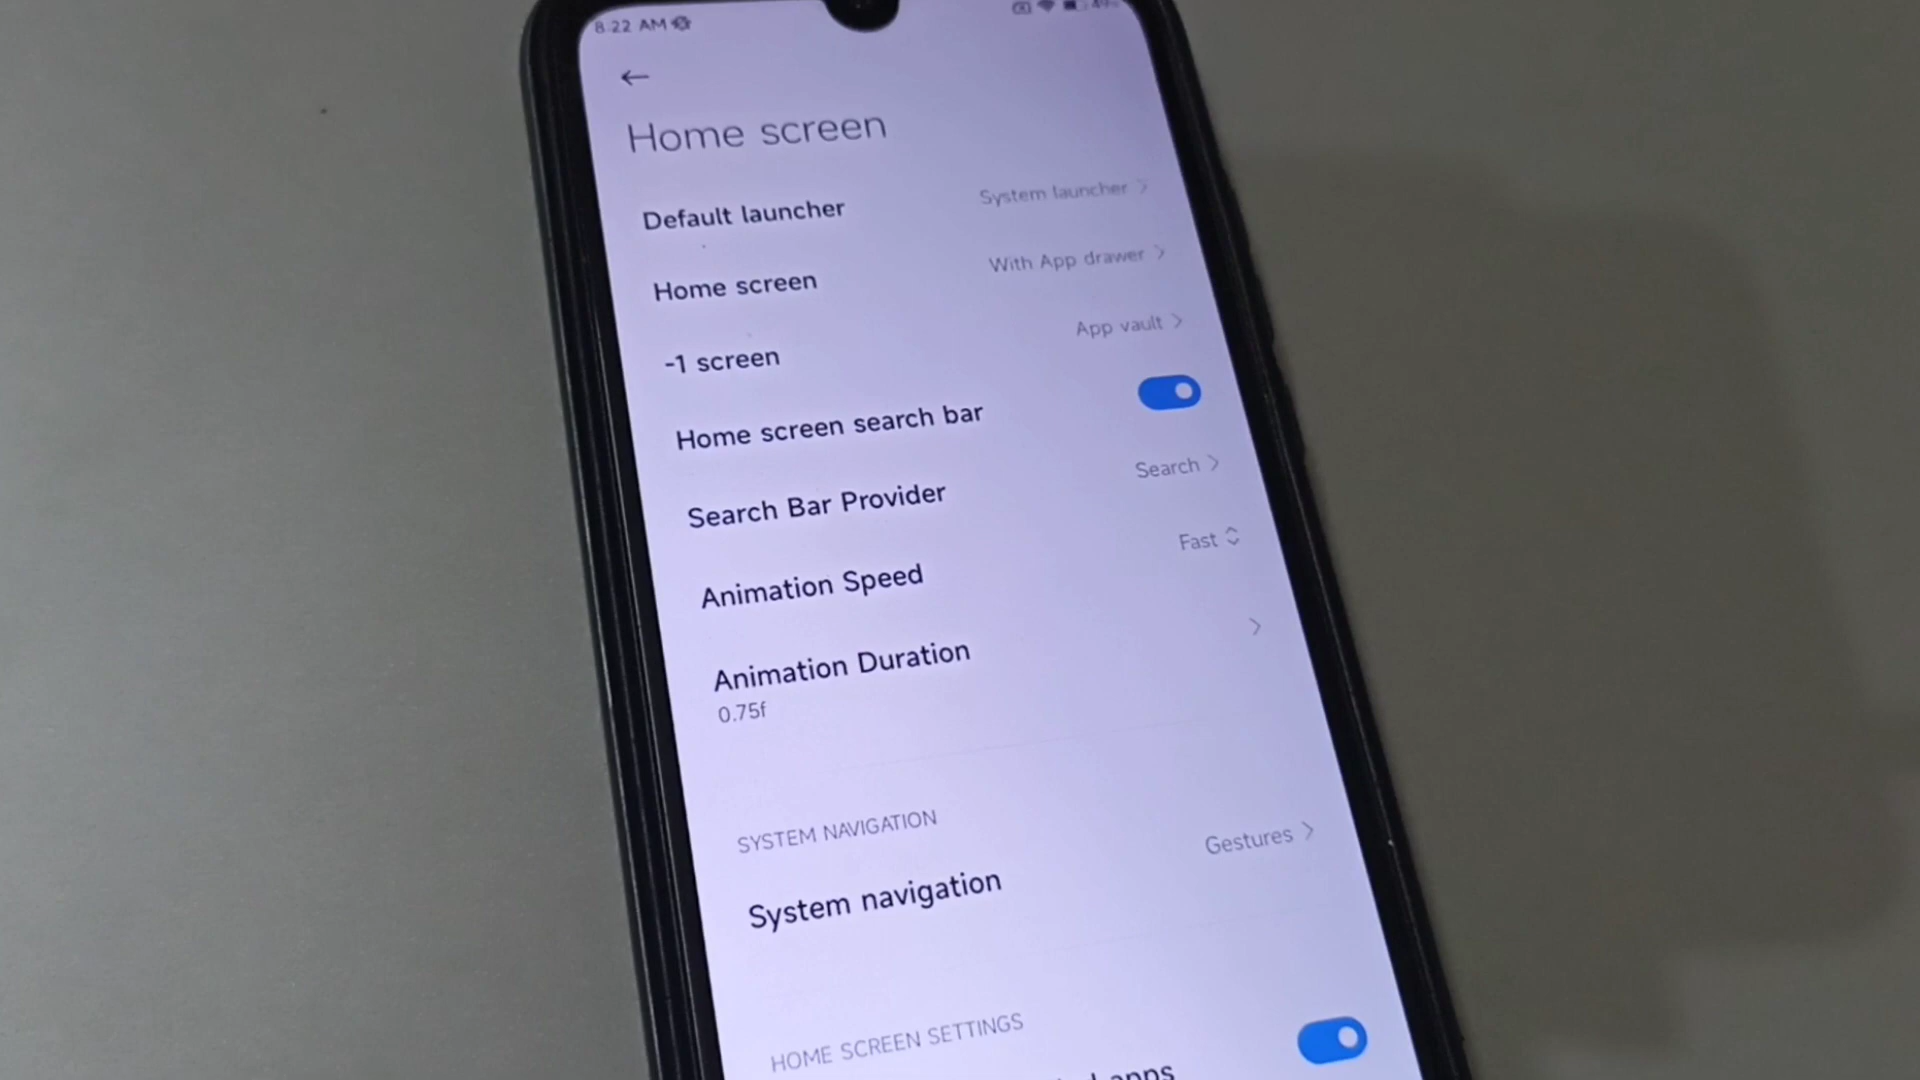 8:22 AM
Home screen
Default launcher
System launcher
Home screen
With App drawer
-1 screen
App vault
Home screen search bar
Search Bar Provider
Search
Animation Speed
Fast
Animation Duration
0.75f
SYSTEM NAVIGATION
System navigation
Gestures
HOME SCREEN SETTINGS
apps